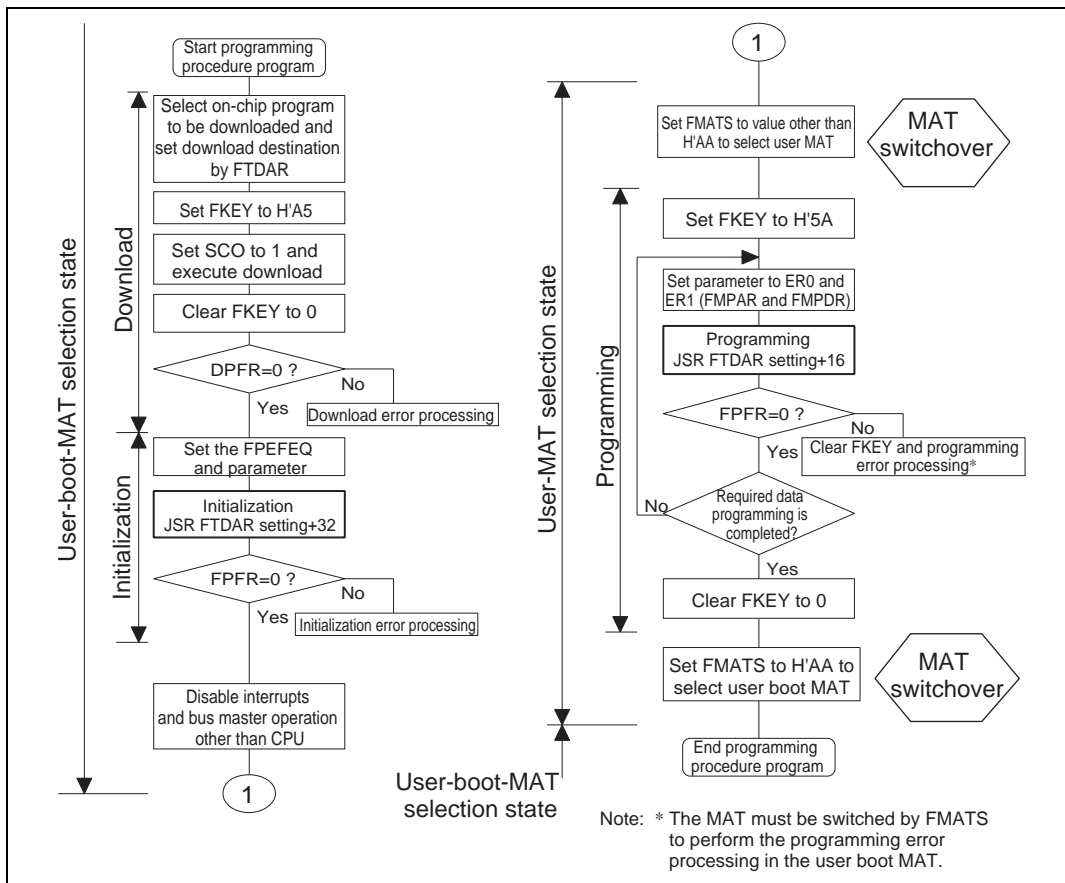 Start programming
procedure program
Select on-chip program
to be downloaded and
set download destination
by FTDAR
Set FKEY to H'A5
Set SCO to 1 and
execute download
Clear FKEY to 0
DPFR=0 ?
No
Yes
Download error processing
Set the FPEFEQ
and parameter
Initialization
JSR FTDAR setting+32
FPFR=0 ?
No
Yes
Initialization error processing
Disable interrupts
and bus master operation
other than CPU
1
User-boot-MAT selection state
Download
Initialization
1
Set FMATS to value other than
H'AA to select user MAT
MAT
switchover
Set FKEY to H'5A
Set parameter to ER0 and
ER1 (FMPAR and FMPDR)
Programming
JSR FTDAR setting+16
FPFR=0 ?
No
Yes
Clear FKEY and programming
error processing*
No
Required data
programming is
completed?
Yes
Clear FKEY to 0
Set FMATS to H'AA to
select user boot MAT
MAT
switchover
End programming
procedure program
User-MAT selection state
Programming
User-boot-MAT
selection state
Note: * The MAT must be switched by FMATS
to perform the programming error
processing in the user boot MAT.